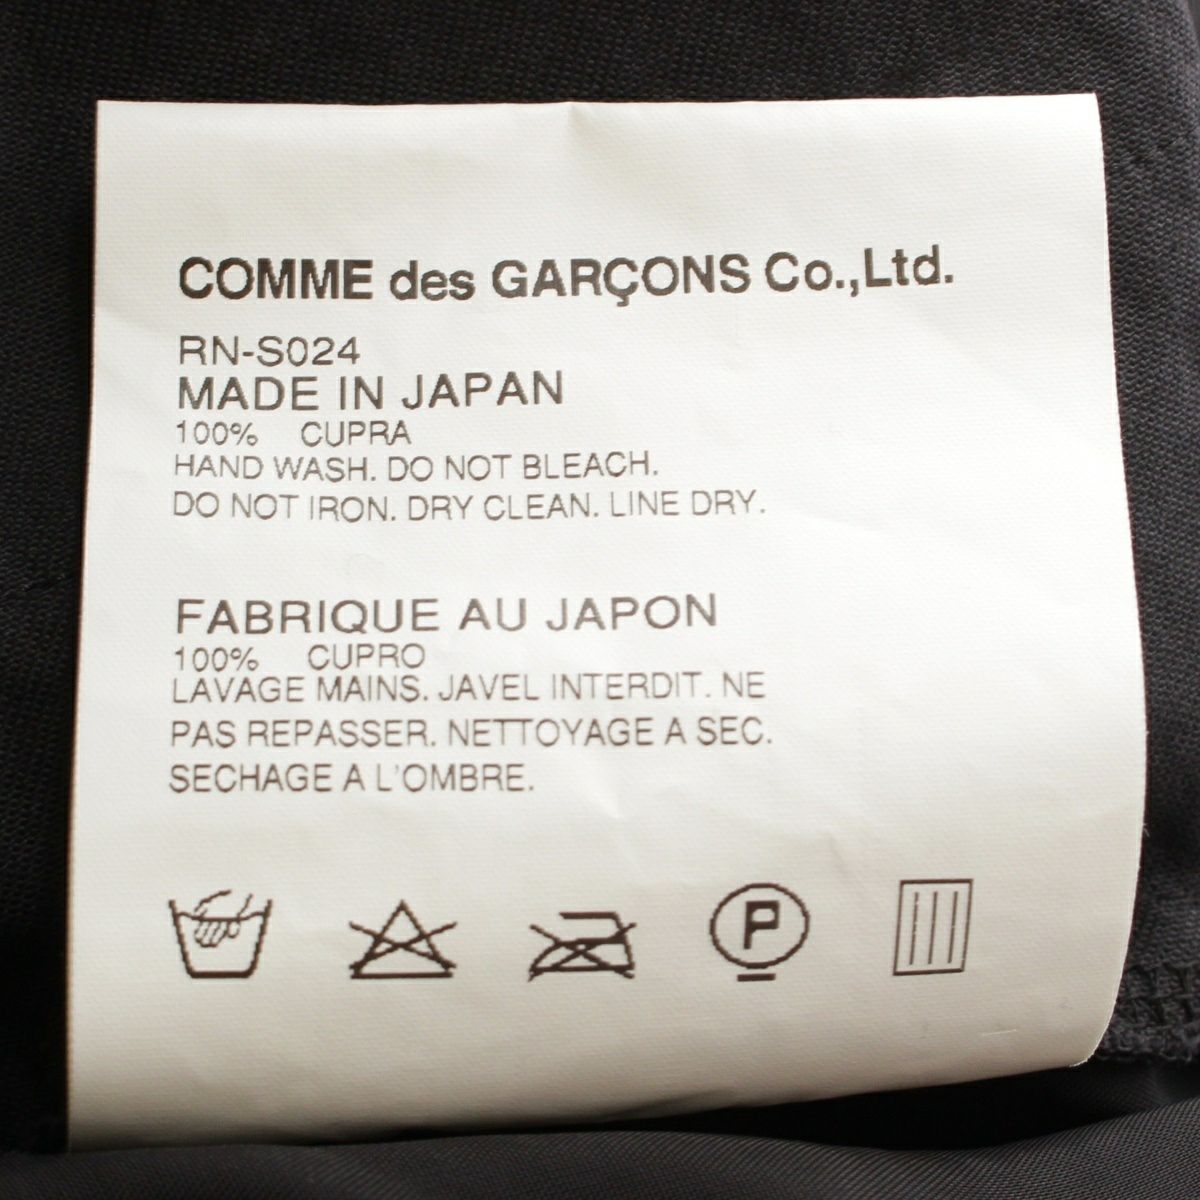 COMME des GARÇONS Co.,Ltd.
RN-S024
MADE IN JAPAN
100% CUPRA
HAND WASH. DO NOT BLEACH.
DO NOT IRON. DRY CLEAN. LINE DRY.
FABRIQUE AU JAPON
100% CUPRO
LAVAGE MAINS. JAVEL INTERDIT. NE
PAS REPASSER. NETTOYAGE A SEC.
SECHAGE A L'OMBRE.
P